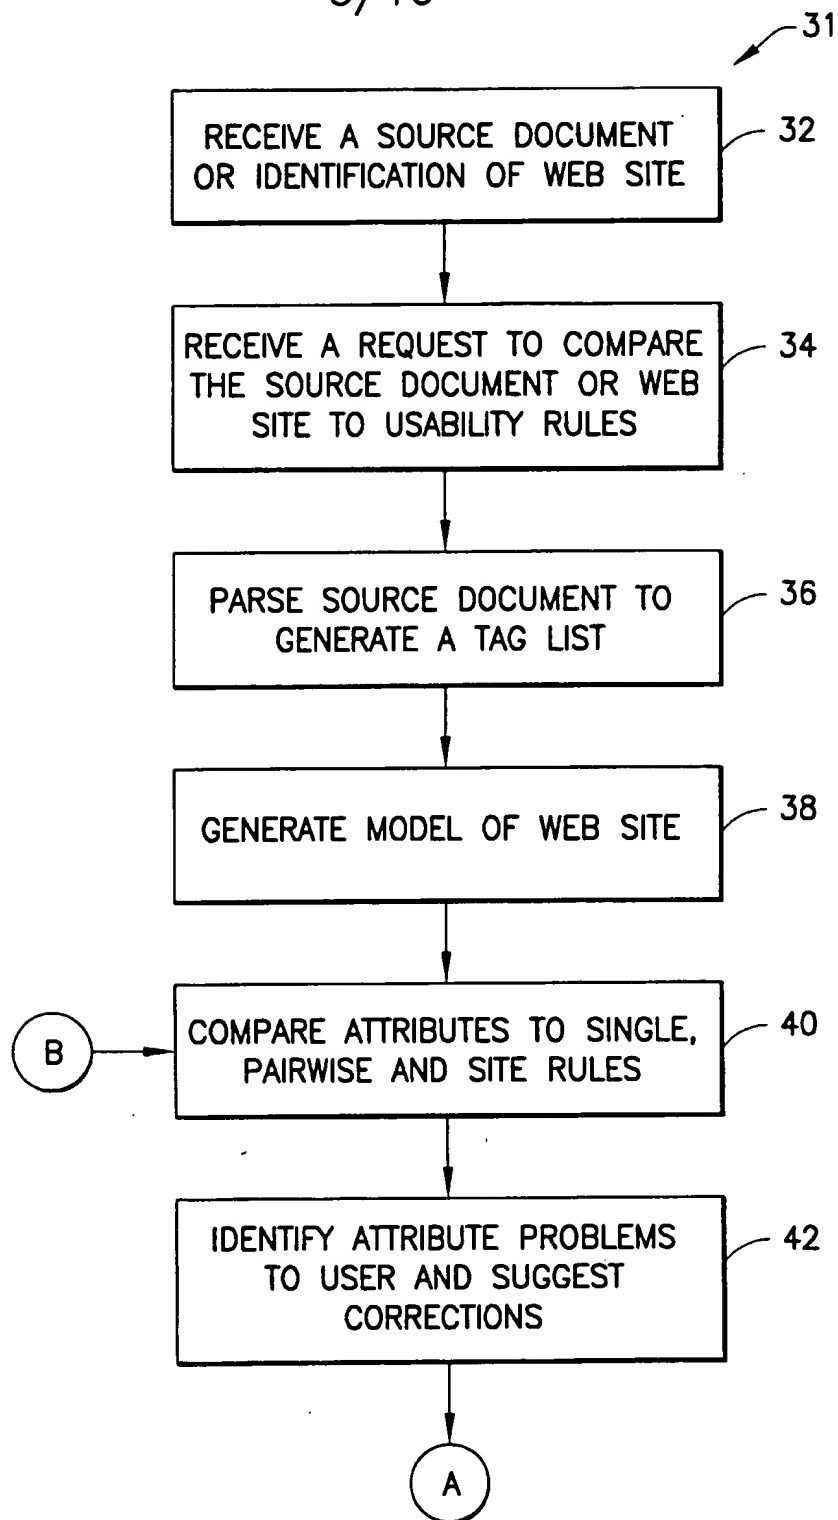 31
RECEIVE A SOURCE DOCUMENT
OR IDENTIFICATION OF WEB SITE
32
RECEIVE A REQUEST TO COMPARE
THE SOURCE DOCUMENT OR WEB
SITE TO USABILITY RULES
34
PARSE SOURCE DOCUMENT TO
GENERATE A TAG LIST
36
GENERATE MODEL OF WEB SITE
38
B
COMPARE ATTRIBUTES TO SINGLE,
PAIRWISE AND SITE RULES
40
IDENTIFY ATTRIBUTE PROBLEMS
TO USER AND SUGGEST
CORRECTIONS
42
A